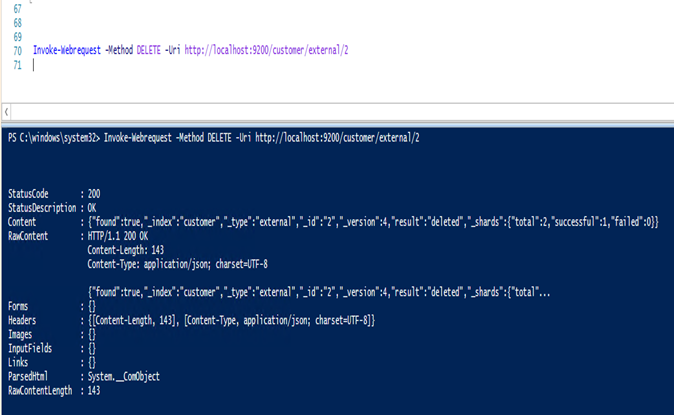 67
68
69
70 Invoke-Webrequest -Method DELETE -Uri http://localhost:9200/customer/external/2
71
PS C:\windows\system32> Invoke-Webrequest -Method DELETE -Uri http://localhost:9200/customer/external/2
StatusCode : 200
StatusDescription : OK
Content : {"found":true,"_index":"customer","_type":"external","_id":"2","_version":4,"result":"deleted","_shards":{"total":2,"successful":1,"failed":0}}
RawContent : HTTP/1.1 200 OK
Content-Length: 143
Content-Type: application/json; charset=UTF-8
{"found":true,"_index":"customer","_type":"external","_id":"2","_version":4,"result":"deleted","_shards":{"total"...
Forms : {}
Headers : {[Content-Length, 143], [Content-Type, application/json; charset=UTF-8]}
Images : {}
InputFields : {}
Links : {}
ParsedHtml : System.__ComObject
RawContentLength : 143